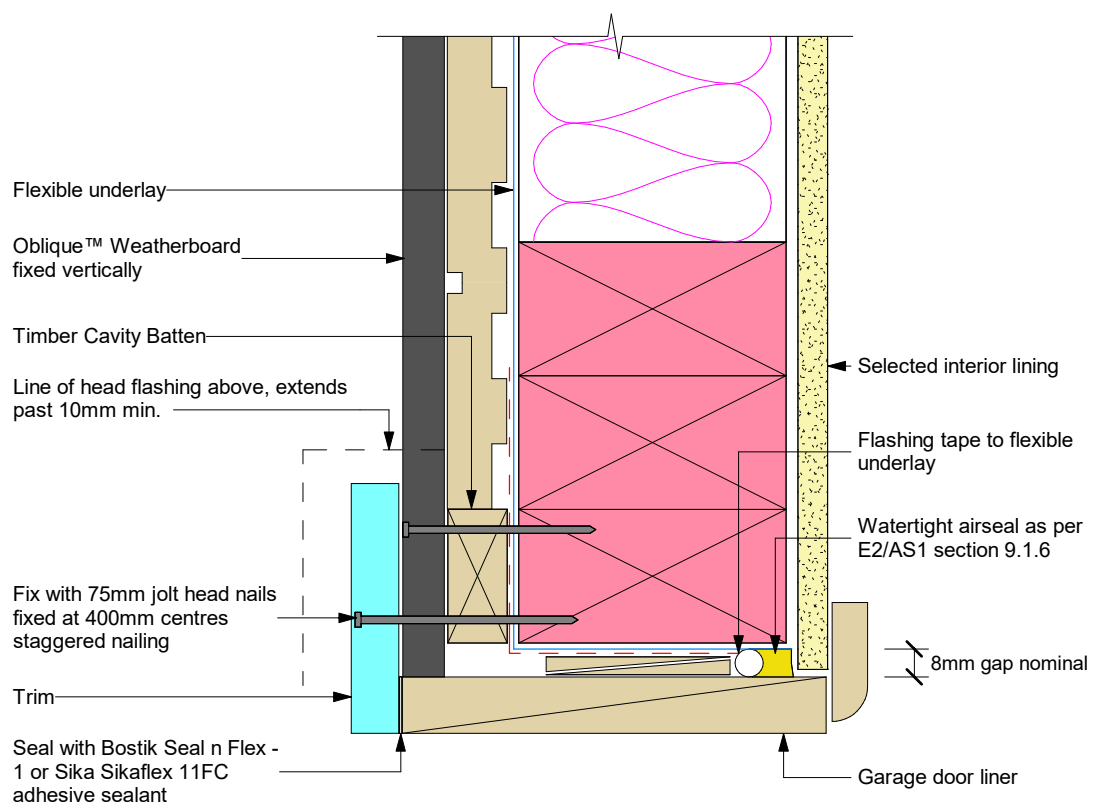 Flexible underlay
Oblique™ Weatherboard
fixed vertically
Timber Cavity Batten
Line of head flashing above, extends
past 10mm min.
Fix with 75mm jolt head nails
fixed at 400mm centres
staggered nailing
Trim
Seal with Bostik Seal n Flex -
1 or Sika Sikaflex 11FC
adhesive sealant
Selected interior lining
Flashing tape to flexible
underlay
Watertight airseal as per
E2/AS1 section 9.1.6
8mm gap nominal
Garage door liner